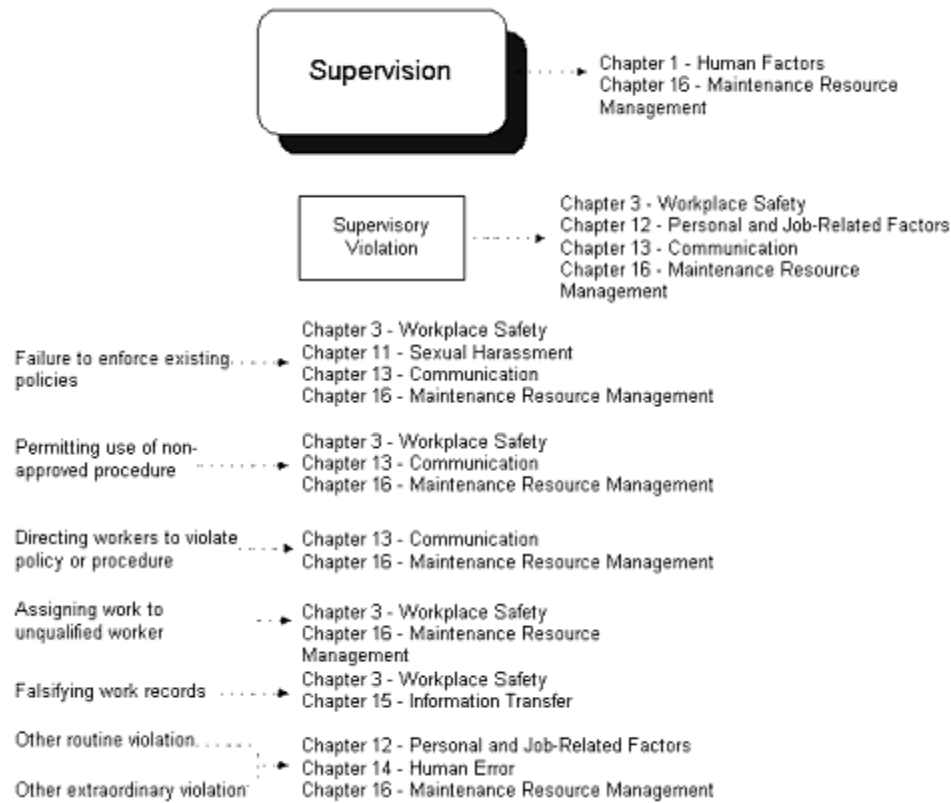 Supervision
Chapter 1 - Human Factors
Chapter 16 - Maintenance Resource
Management
Supervisory
Violation
Chapter 3 - Workplace Safety
Chapter 12 - Personal and Job-Related Factors
Chapter 13 - Communication
Chapter 16 - Maintenance Resource
Management
Failure to enforce existing
policies
Chapter 3 - Workplace Safety
Chapter 11 - Sexual Harassment
Chapter 13 - Communication
Chapter 16 - Maintenance Resource Management
Permitting use of non-
approved procedure
Chapter 3 - Workplace Safety
Chapter 13 - Communication
Chapter 16 - Maintenance Resource Management
Directing workers to violate
policy or procedure
Chapter 13 - Communication
Chapter 16 - Maintenance Resource Management
Assigning work to
unqualified worker
Chapter 3 - Workplace Safety
Chapter 16 - Maintenance Resource
Management
Falsifying work records
Chapter 3 - Workplace Safety
Chapter 15 - Information Transfer
Other routine violation
Other extraordinary violation
Chapter 12 - Personal and Job-Related Factors
Chapter 14 - Human Error
Chapter 16 - Maintenance Resource Management